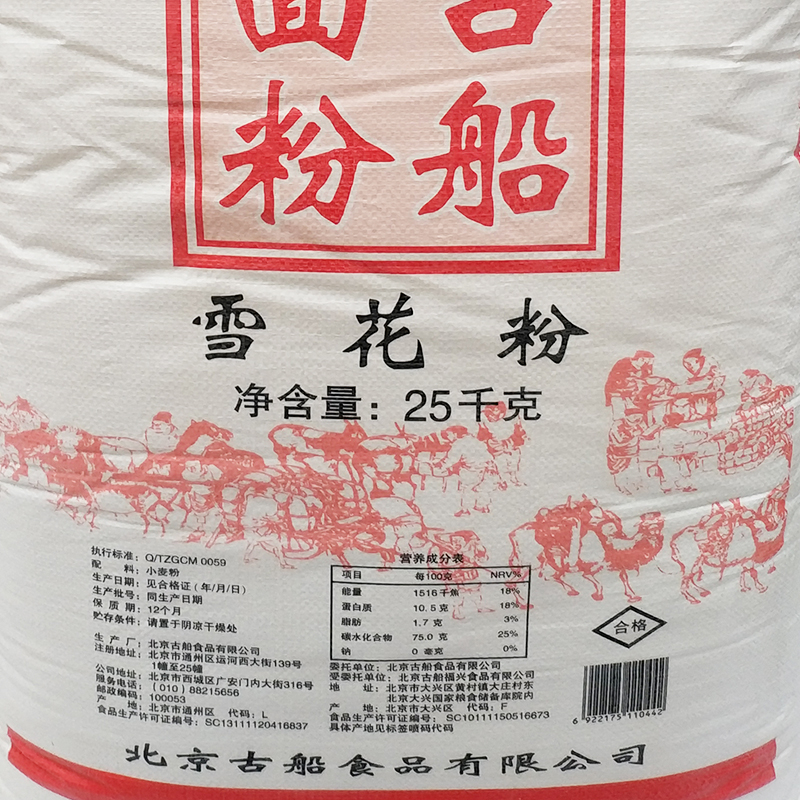 古船
面粉
雪花粉
净含量：25千克
执行标准：Q/TZGCM 0059
配 料：小麦粉
生产日期：见合格证（年/月/日）
生产批号：同生产日期
保 质 期：12个月
贮存条件：请置于阴凉干燥处
生 产 厂：北京古船食品有限公司
注册地址：北京市通州区运河西大街139号
1幢至25幢
公司地址：北京市西城区广安门内大街316号
服务电话：（010）88215656
邮政编码：100053
产 地：北京市通州区 代码：L
食品生产许可证编号：SC13111120416837
营养成分表
项目 每100克 NRV%
能量 1516千焦 18%
蛋白质 10.5 克 18%
脂肪 1.7 克 3%
碳水化合物 75.0 克 25%
钠 0 毫克 0%
委托单位：北京古船食品有限公司
受委托单位：北京古船福兴食品有限公司
地 址：北京市大兴区黄村镇大庄村东
北京大兴国家粮食储备库院内
产 地：北京市大兴区 代码：F
食品生产许可证编号：SC10111150516673
具体产地见标签喷码代码
合格
6 922175 110442
北京古船食品有限公司